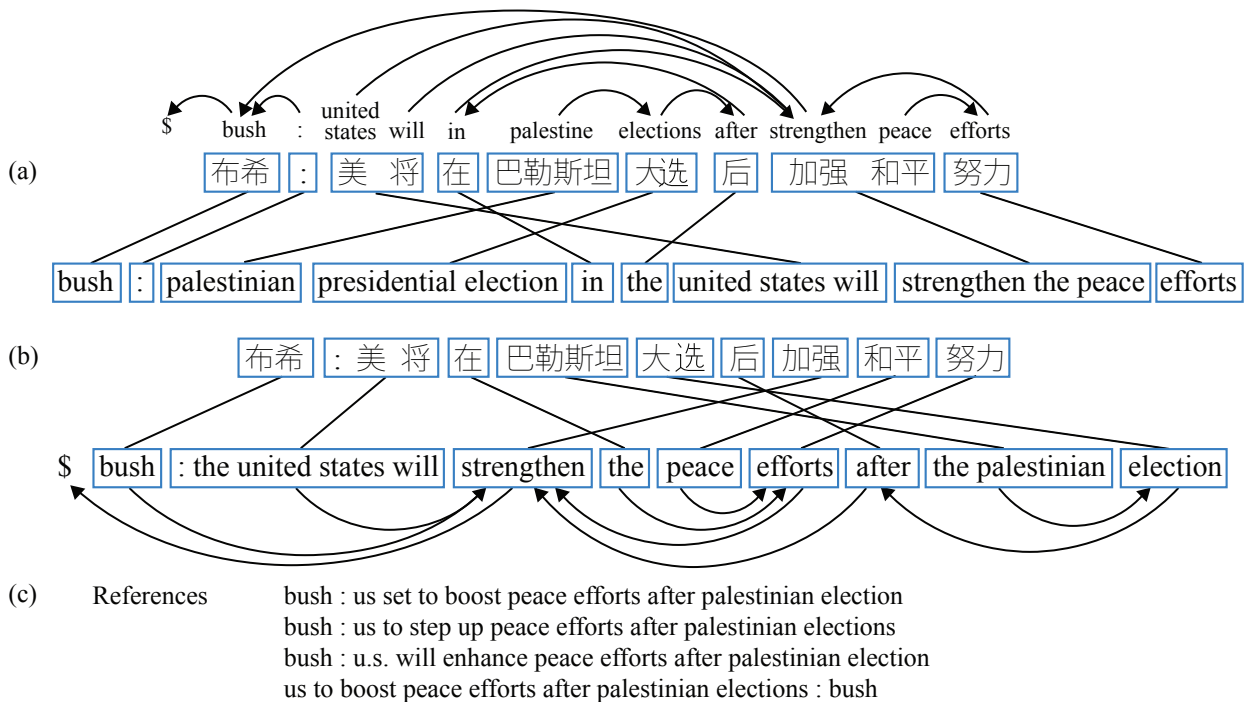 $ bush : united states will in palestine elections after strengthen peace efforts
(a) 布希 : 美 将 在 巴勒斯坦 大选 后 加强 和平 努力
bush : palestinian presidential election in the united states will strengthen the peace efforts
(b) 布希 : 美 将 在 巴勒斯坦 大选 后 加强 和平 努力
$ bush : the united states will strengthen the peace efforts after the palestinian election
(c) References bush : us set to boost peace efforts after palestinian election
bush : us to step up peace efforts after palestinian elections
bush : u.s. will enhance peace efforts after palestinian election
us to boost peace efforts after palestinian elections : bush